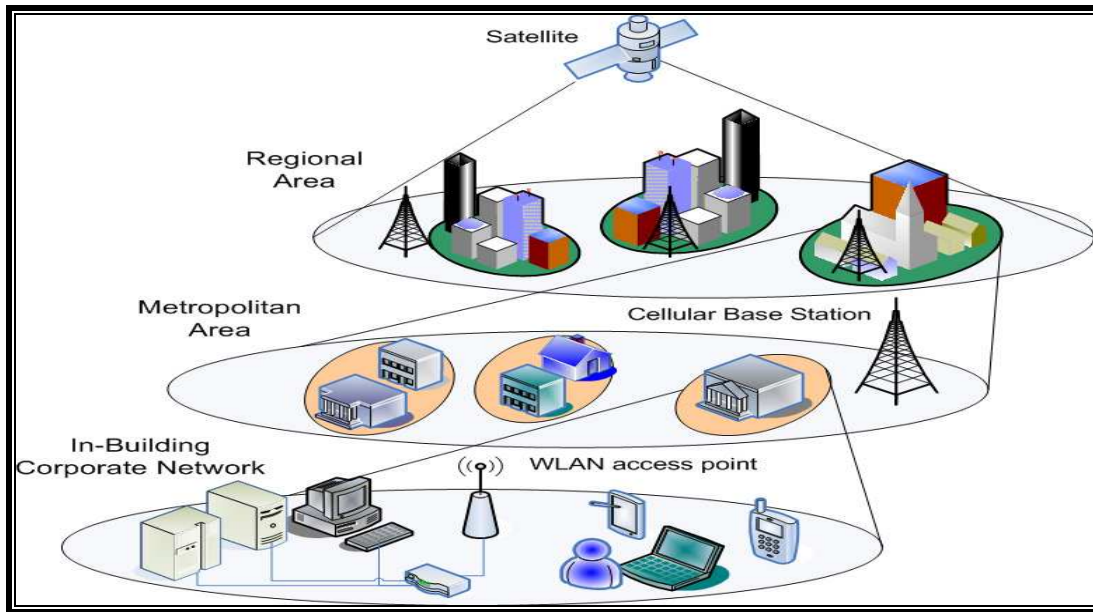 Satellite
Regional
Area
Metropolitan
Area
Cellular Base Station
In-Building
Corporate Network
WLAN access point